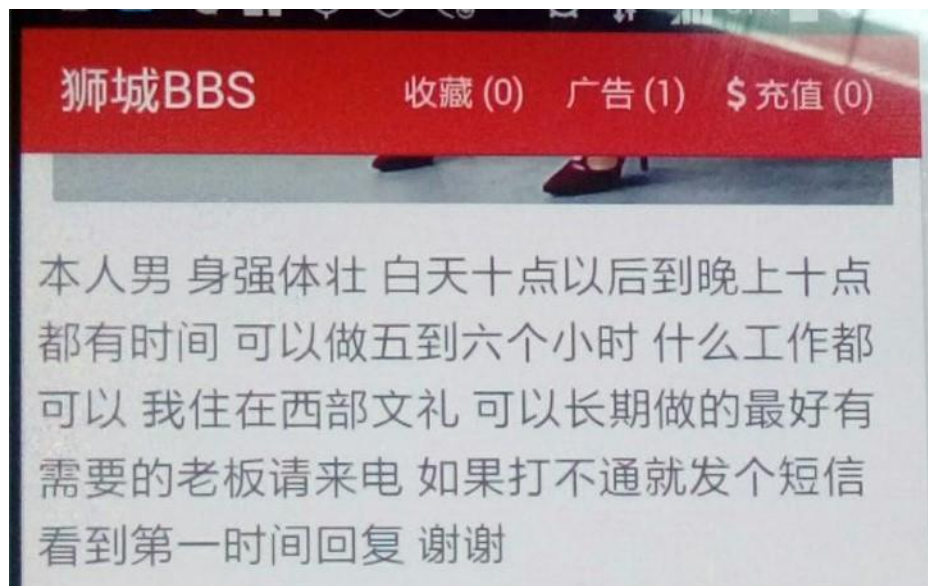 狮城BBS 收藏 (0) 广告 (1) $ 充值 (0)
本人男 身强体壮 白天十点以后到晚上十点
都有时间 可以做五到六个小时 什么工作都
可以 我住在西部文礼 可以长期做的最好有
需要的老板请来电 如果打不通就发个短信
看到第一时间回复 谢谢